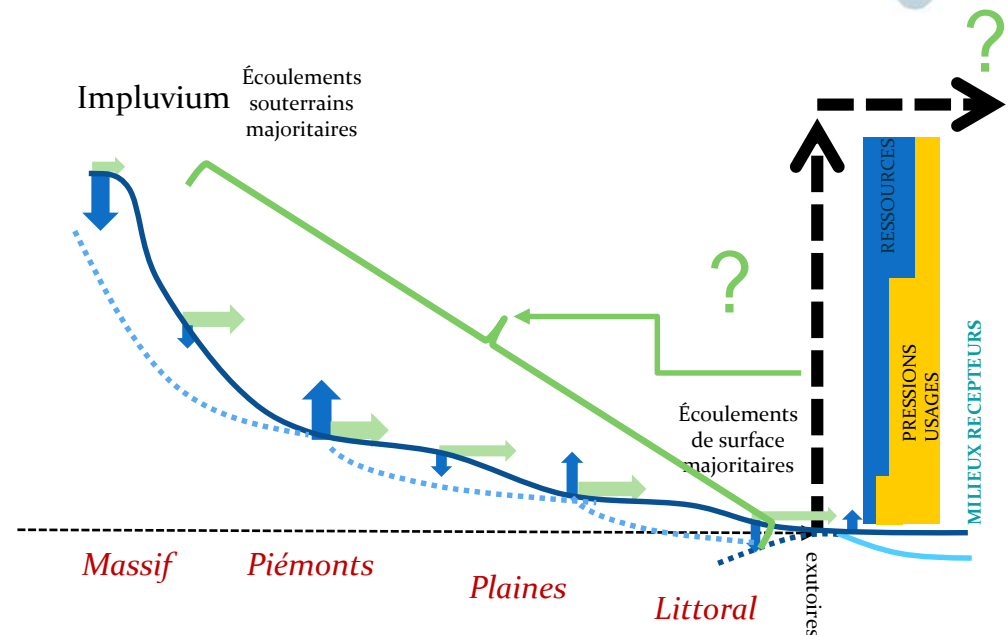 ?
Impluvium
Écoulements
souterrains
majoritaires
?
RESSOURCES
PRESSIONS
USAGES
MILIEUX RECEPTEURS
Écoulements
de surface
majoritaires
Massif
Piémonts
Plaines
Littoral
exutoires